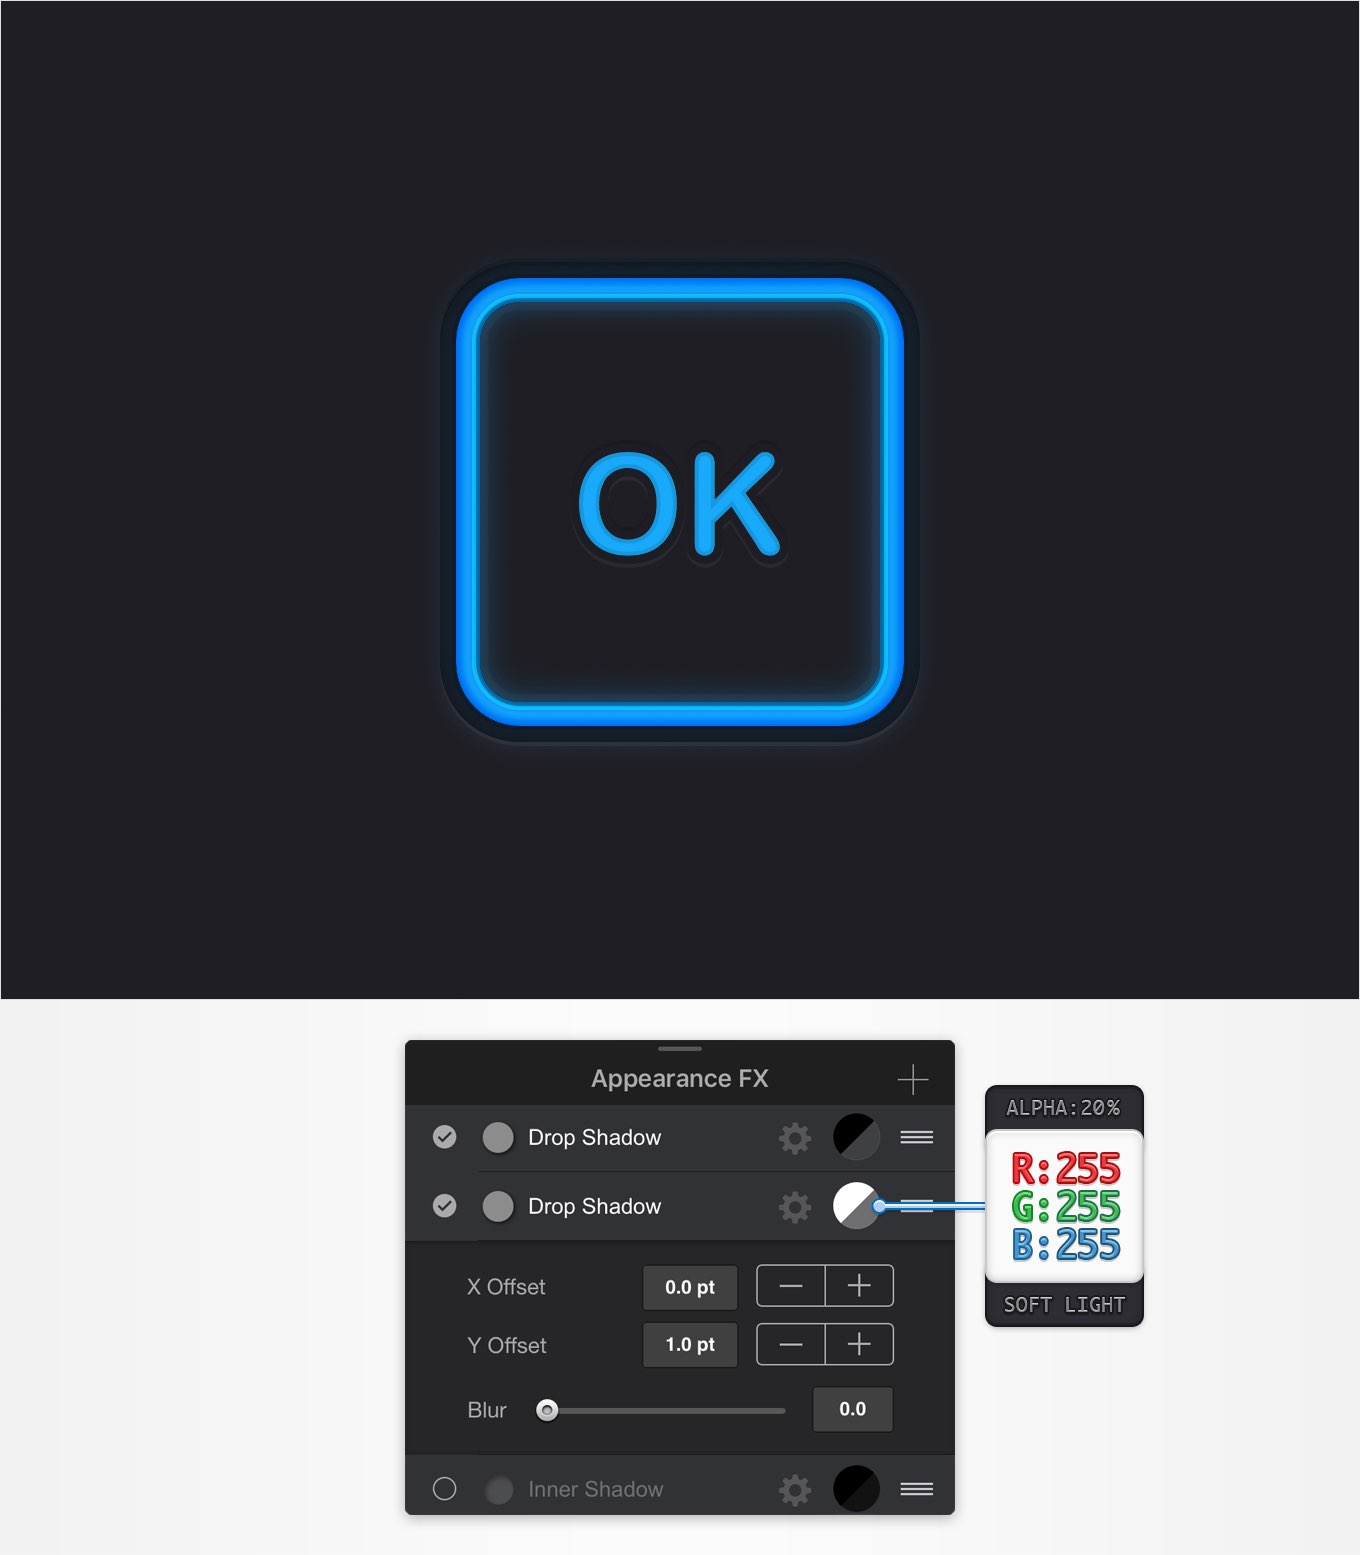 OK
Appearance FX
Drop Shadow
Drop Shadow
X Offset 0.0 pt
Y Offset 1.0 pt
Blur 0.0
Inner Shadow
ALPHA:20%
R:255
G:255
B:255
SOFT LIGHT